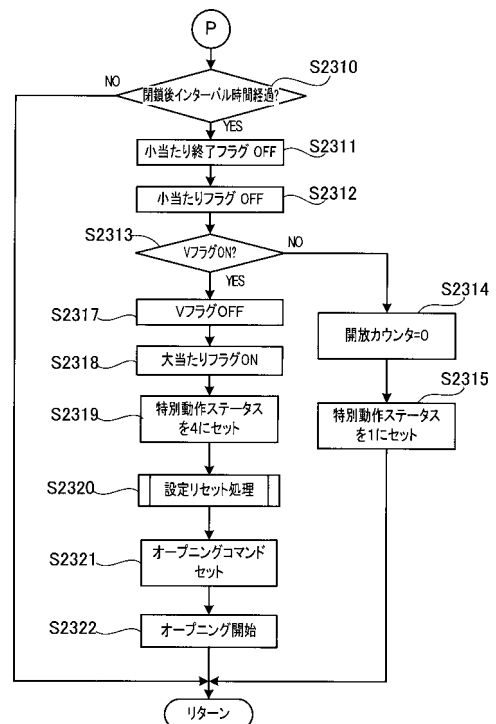 P
S2310
NO
閉鎖後インターバル時間経過?
YES
S2311
小当たり終了フラグ OFF
S2312
小当たりフラグ OFF
S2313
VフラグON?
NO
YES
S2314
S2317
VフラグOFF
開放カウンタ=0
S2318
大当たりフラグON
S2315
S2319
特別動作ステータス
を4にセット
特別動作ステータス
を1にセット
S2320
設定リセット処理
S2321
オープニングコマンド
セット
S2322
オープニング開始
リターン